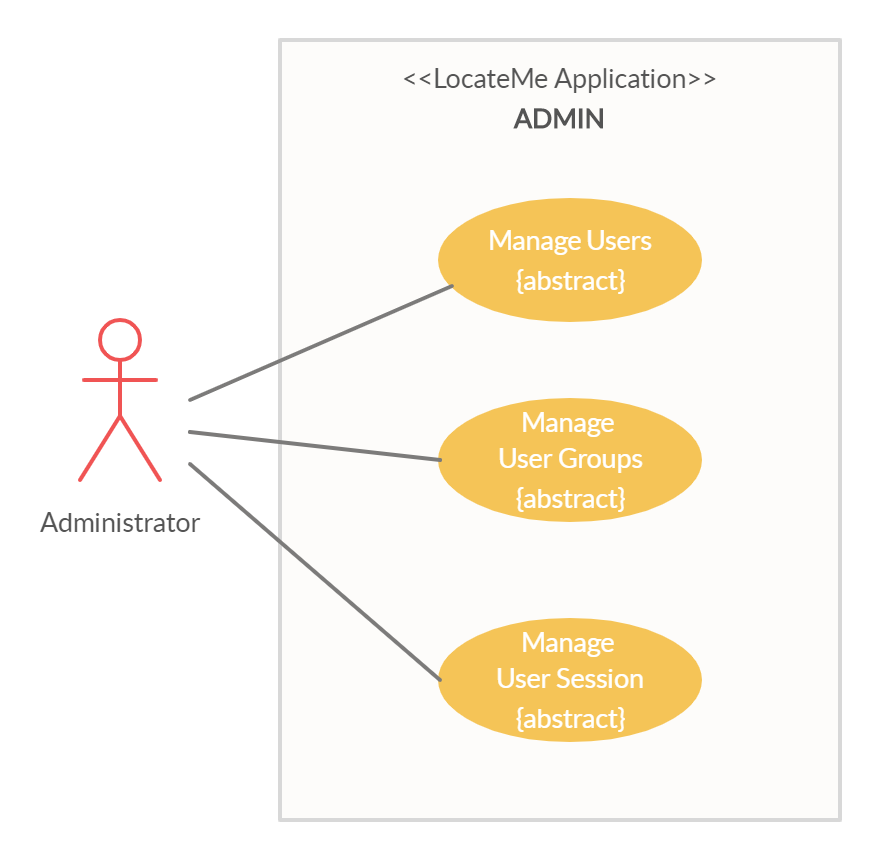 <<LocateMe Application>>
ADMIN
Manage Users
{abstract}
Manage
User Groups
{abstract}
Administrator
Manage
User Session
{abstract}